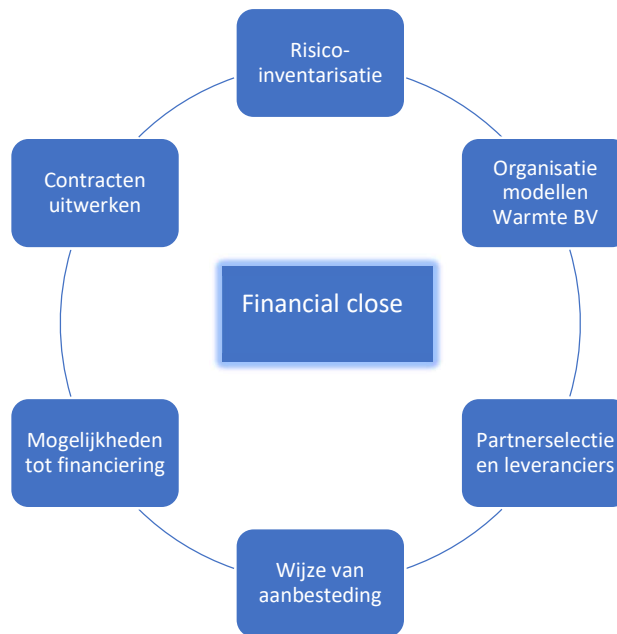 Risico-
inventarisatie
Organisatie
modellen
Warmte BV
Contracten
uitwerken
Financial close
Mogelijkheden
tot financiering
Partnerselectie
en leveranciers
Wijze van
aanbesteding